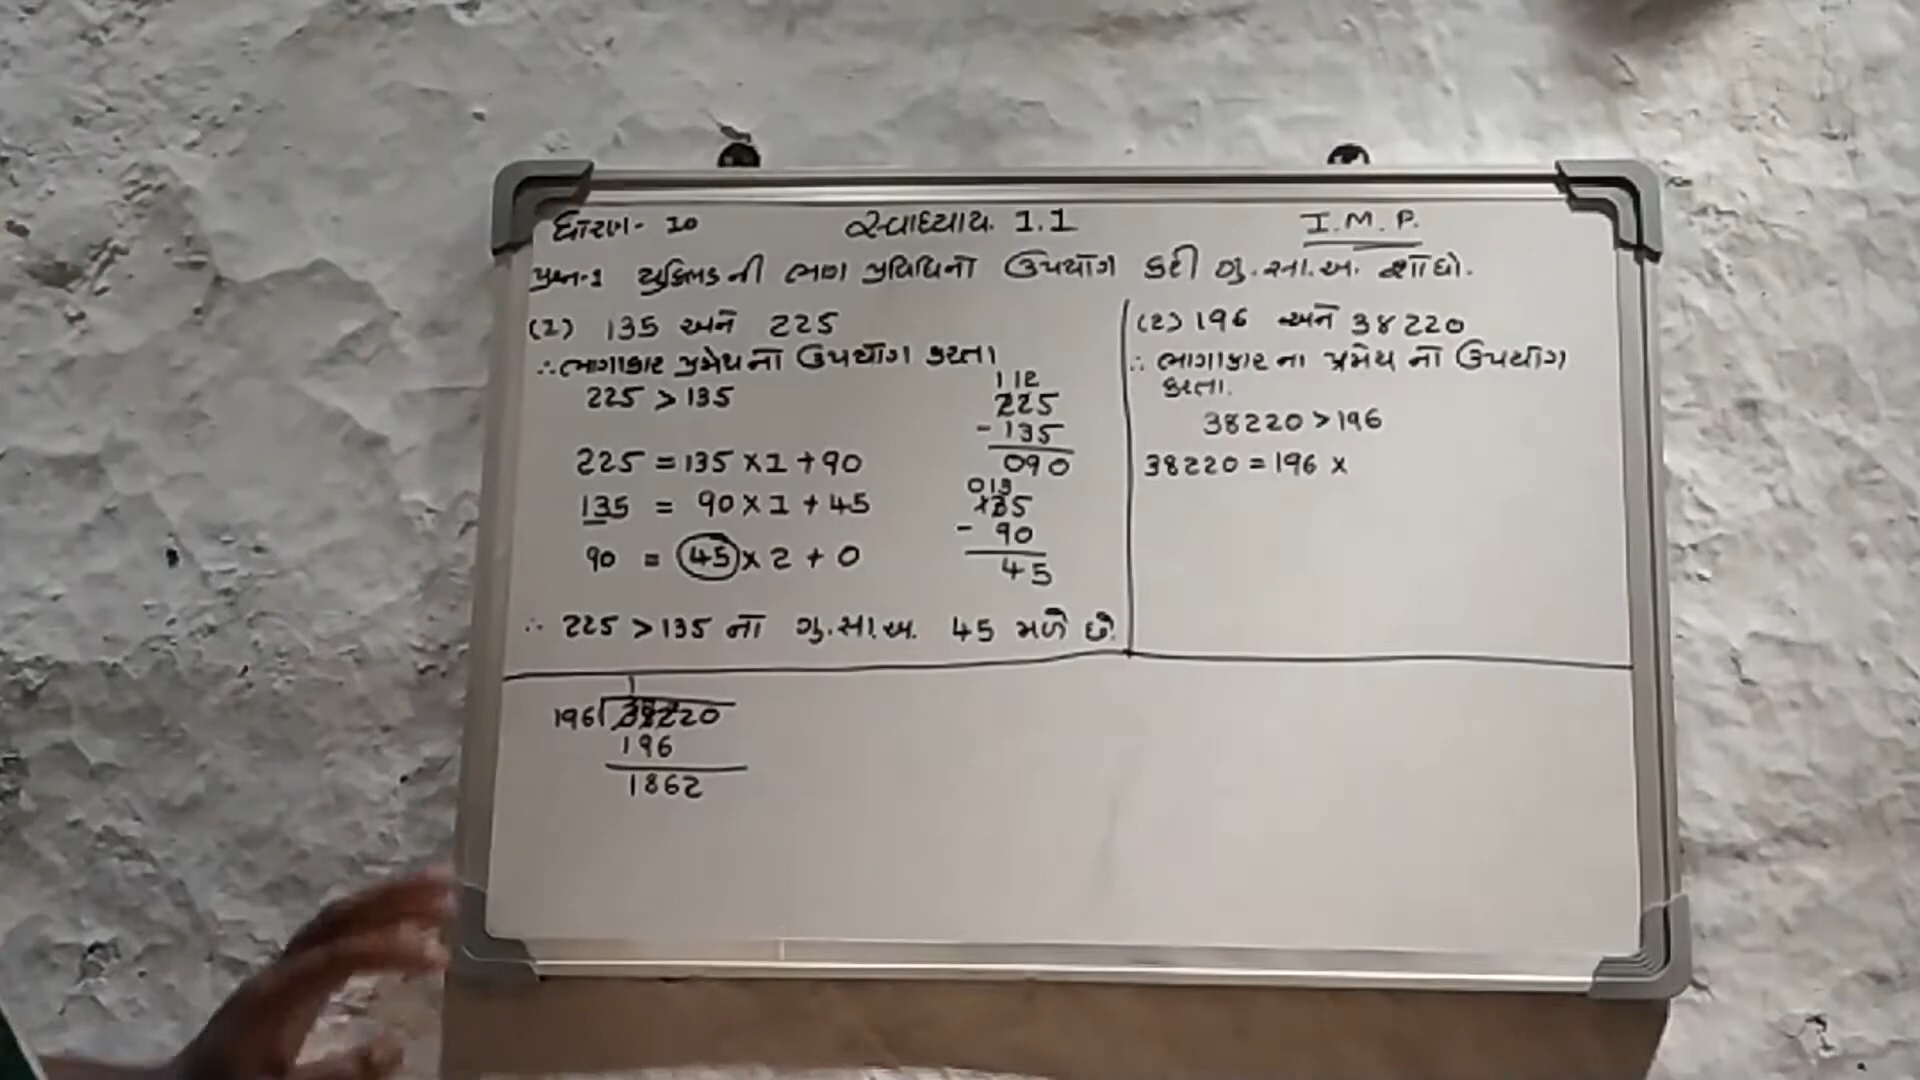 ધોરણ- 10 સ્વાધ્યાય. 1.1 I.M.P.
પ્રશ્ન-1 યુક્લિડની ભાગ પ્રવિધિનો ઉપયોગ કરી ગુ.સા.અ. શોધો.
(1) 135 અને 225
∴ ભાગાકાર પ્રમેયનો ઉપયોગ કરતા
225 > 135
225 = 135 × 1 + 90
135 = 90 × 1 + 45
90 = 45 × 2 + 0
∴ 225 > 135 નો ગુ.સા.અ. 45 મળે છે.
112
225
- 135
090
013
135
- 90
45
(2) 196 અને 38220
∴ ભાગાકાર ના પ્રમેય નો ઉપયોગ
કરતા.
38220 > 196
38220 = 196 ×
1
196 38220
196
1862